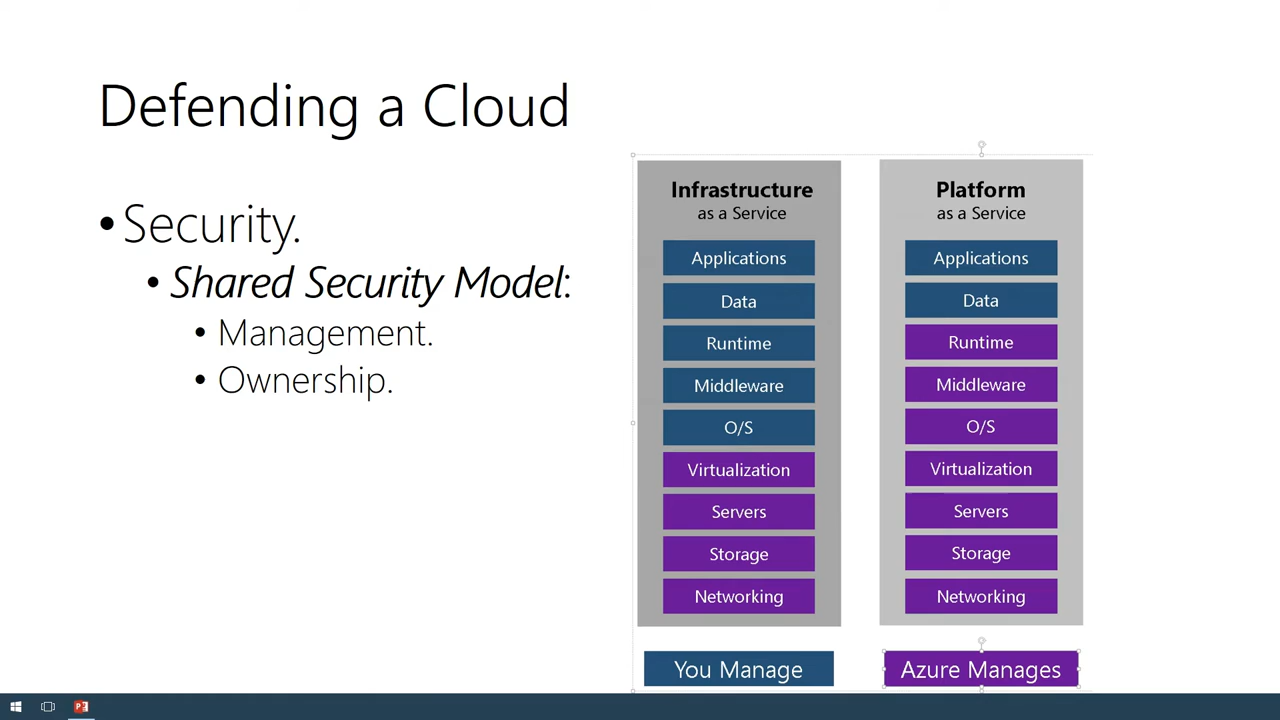 Defending a Cloud
•Security.
• Shared Security Model:
• Management.
• Ownership.
Infrastructure
as a Service
Applications
Data
Runtime
Middleware
O/S
Virtualization
Servers
Storage
Networking
You Manage
Platform
as a Service
Applications
Data
Runtime
Middleware
O/S
Virtualization
Servers
Storage
Networking
Azure Manages